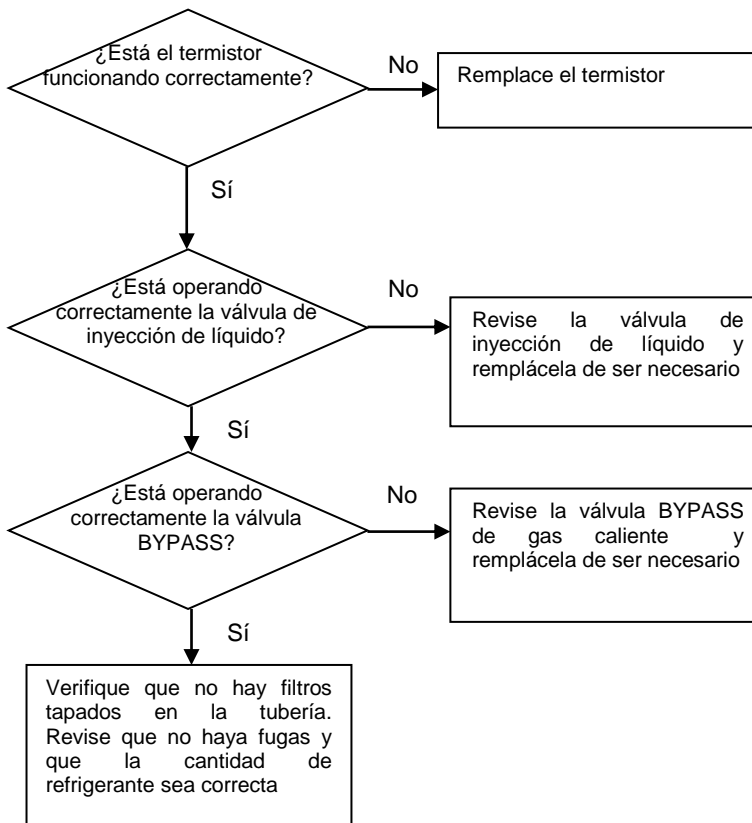 ¿Está el termistor
funcionando correctamente?
No
Remplace el termistor
Sí
¿Está operando
correctamente la válvula de
inyección de líquido?
No
Revise la válvula de
inyección de líquido y
remplácela de ser necesario
Sí
¿Está operando
correctamente la válvula
BYPASS?
No
Revise la válvula BYPASS
de gas caliente y
remplácela de ser necesario
Sí
Verifique que no hay filtros
tapados en la tubería.
Revise que no haya fugas y
que la cantidad de
refrigerante sea correcta